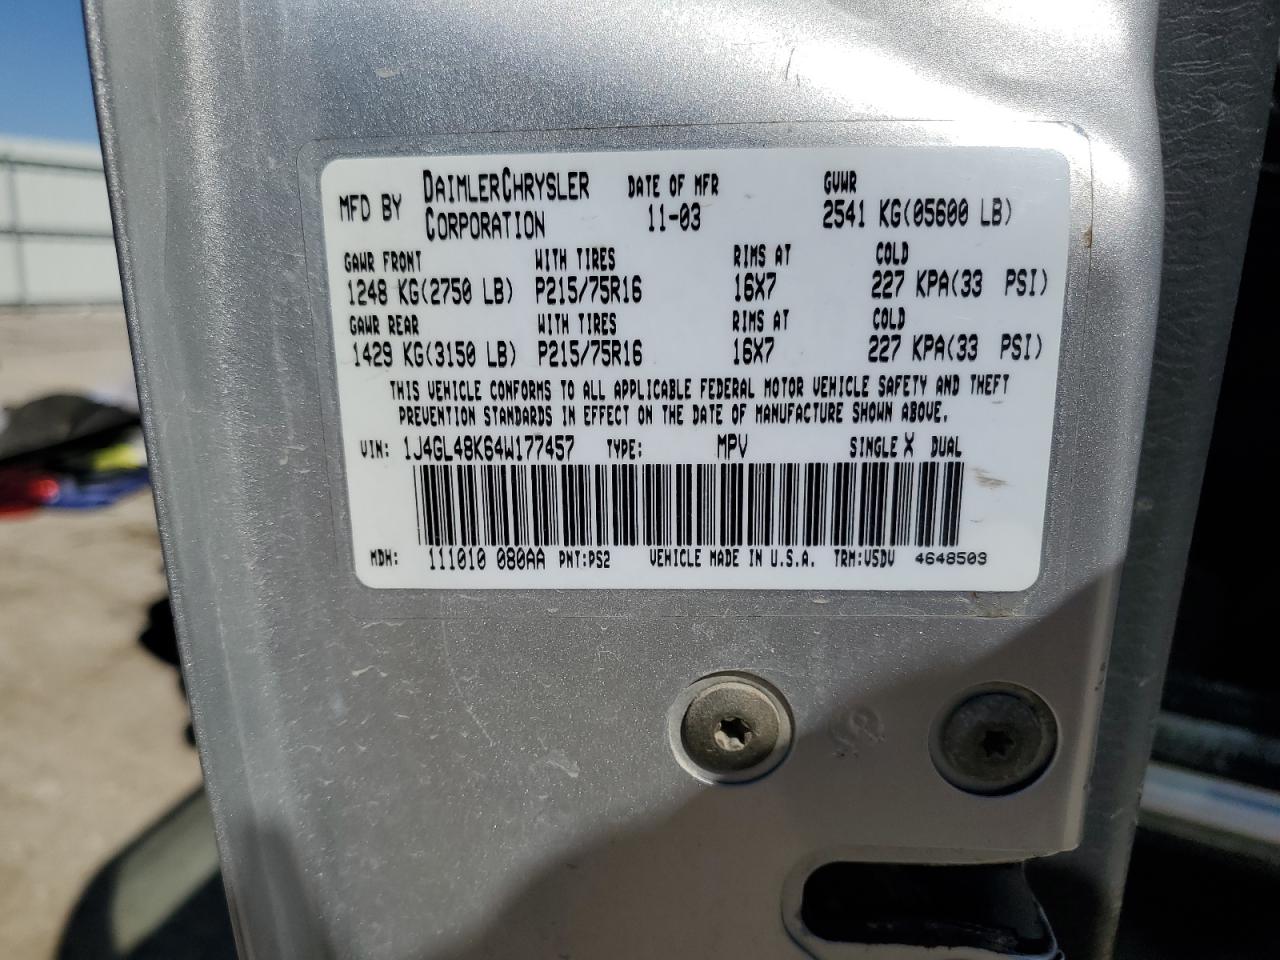 MFD BY DAIMLERCHRYSLER CORPORATION DATE OF MFR 11-03 GVWR 2541 KG(05600 LB)
GAWR FRONT WITH TIRES RIMS AT COLD
1248 KG(2750 LB) P215/75R16 16X7 227 KPA(33 PSI)
GAWR REAR WITH TIRES RIMS AT COLD
1429 KG(3150 LB) P215/75R16 16X7 227 KPA(33 PSI)
THIS VEHICLE CONFORMS TO ALL APPLICABLE FEDERAL MOTOR VEHICLE SAFETY AND THEFT
PREVENTION STANDARDS IN EFFECT ON THE DATE OF MANUFACTURE SHOWN ABOVE.
VIN: 1J4GL48K64W177457 TYPE: MPV SINGLE X DUAL
MDH: 111010 080AA PNT:PS2 VEHICLE MADE IN U.S.A. TRM:V5DV 4648503